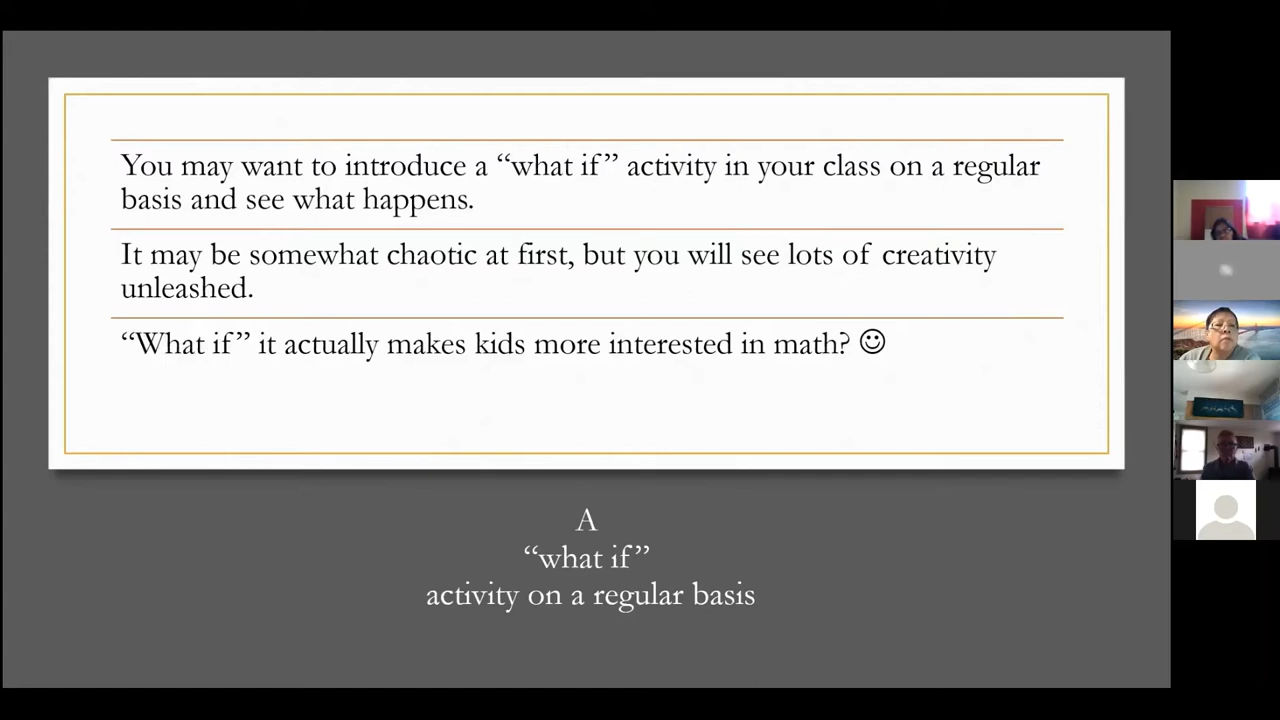 You may want to introduce a “what if” activity in your class on a regular
basis and see what happens.
It may be somewhat chaotic at first, but you will see lots of creativity
unleashed.
“What if” it actually makes kids more interested in math? ☺
A
“what if”
activity on a regular basis